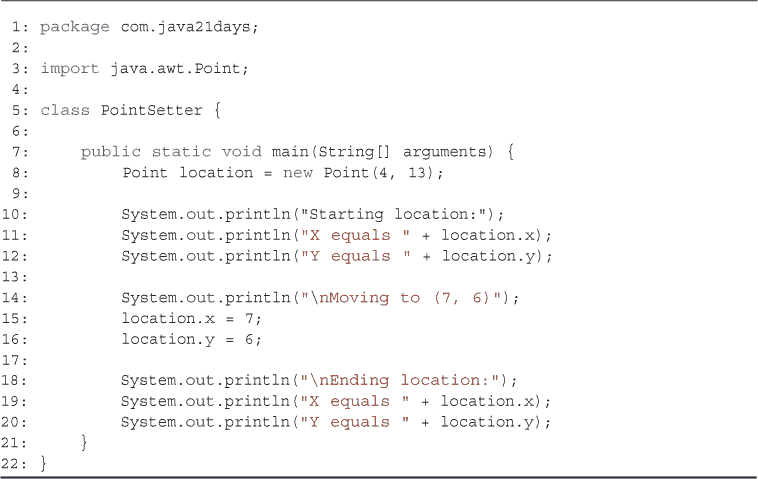 1: package com.java21days;
2:
3: import java.awt.Point;
4:
5: class PointSetter {
6:
7:     public static void main(String[] arguments) {
8:         Point location = new Point(4, 13);
9:
10:         System.out.println("Starting location:");
11:         System.out.println("X equals " + location.x);
12:         System.out.println("Y equals " + location.y);
13:
14:         System.out.println("\nMoving to (7, 6)");
15:         location.x = 7;
16:         location.y = 6;
17:
18:         System.out.println("\nEnding location:");
19:         System.out.println("X equals " + location.x);
20:         System.out.println("Y equals " + location.y);
21:     }
22: }